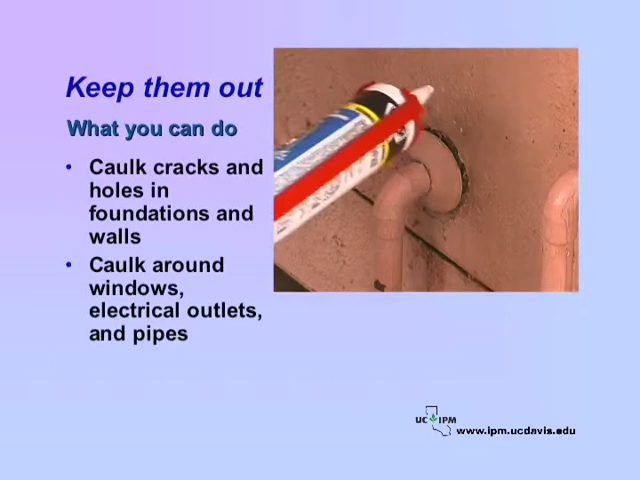 Keep them out
What you can do
• Caulk cracks and
holes in
foundations and
walls
• Caulk around
windows,
electrical outlets,
and pipes
UC IPM
www.ipm.ucdavis.edu